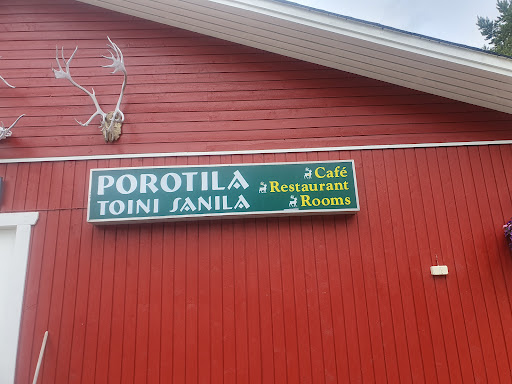 POROTILA
TOINI SANILA
Café
Restaurant
Rooms